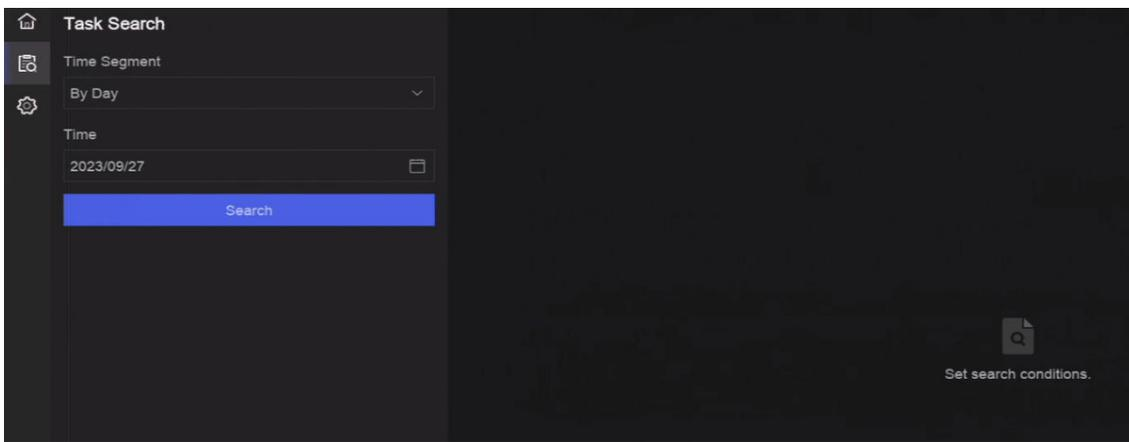 Task Search
Time Segment
By Day
Time
2023/09/27
Search
Set search conditions.